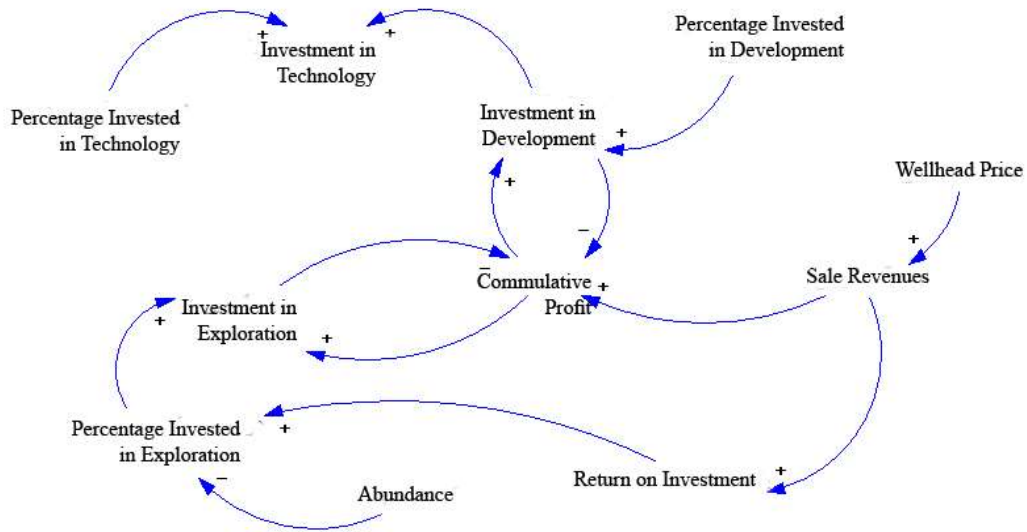 Percentage Invested
in Development
+
+
Investment in
Technology
Percentage Invested
in Technology
Investment in
Development
+
+
Wellhead Price
–
+
–
Commulative
Profit
+
Sale Revenues
Investment in
Exploration
+
+
Percentage Invested
in Exploration
+
–
Abundance
Return on Investment
+